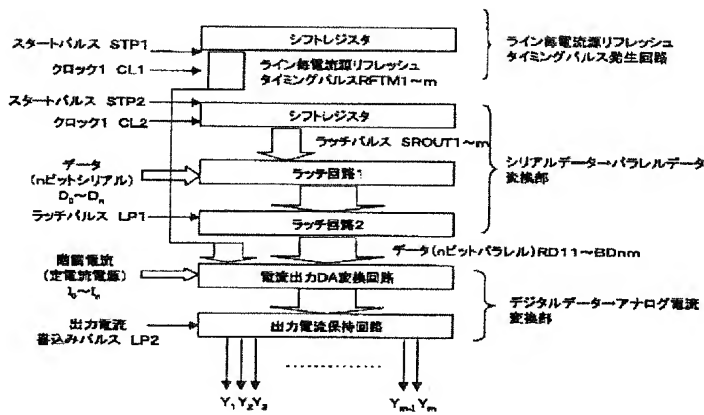 シフトレジスタ
スタートパルス STP1
クロック1 CL1
ライン毎電流源リフレッシュ
タイミングパルスRFTM1~m
ライン毎電流源リフレッシュ
タイミングパルス発生回路
スタートパルス STP2
クロック1 CL2
シフトレジスタ
ラッチパルス SROUT1~m
データ
(nビットシリアル)
D0~Dn
ラッチ回路1
シリアルデータ→パラレルデータ
変換部
ラッチパルス LP1
ラッチ回路2
データ(nビットパラレル)RD11~BDnm
階調電流
(定電流電源)
I0~In
電流出力DA変換回路
デジタルデータ→アナログ電流
変換部
出力電流
書込みパルス LP2
出力電流保持回路
Y1 Y2 Y3
Ym-1 Ym